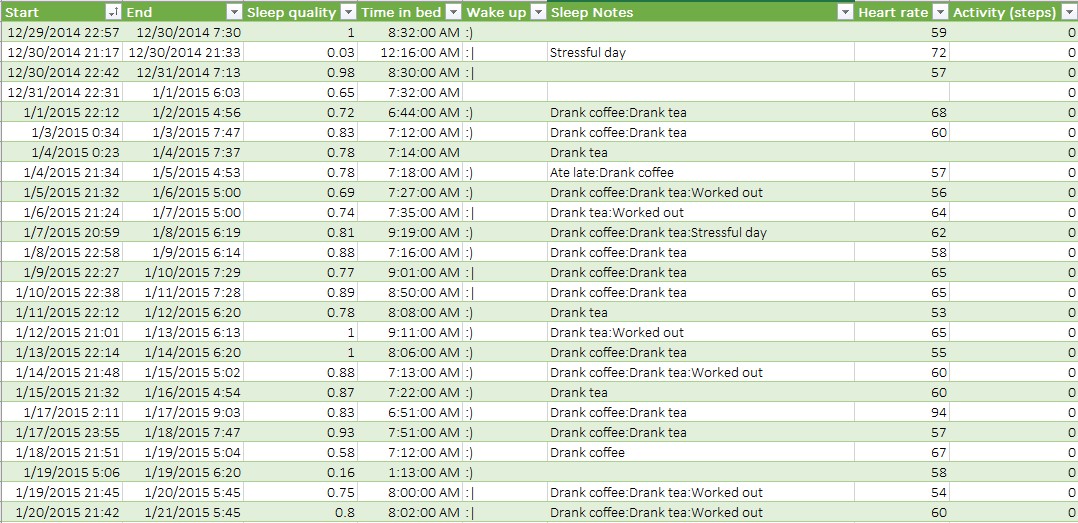 Start End Sleep quality Time in bed Wake up Sleep Notes Heart rate Activity (steps)
12/29/2014 22:57 12/30/2014 7:30 1 8:32:00 AM :) 59 0
12/30/2014 21:17 12/30/2014 21:33 0.03 12:16:00 AM :| Stressful day 72 0
12/30/2014 22:42 12/31/2014 7:13 0.98 8:30:00 AM :| 57 0
12/31/2014 22:31 1/1/2015 6:03 0.65 7:32:00 AM 0
1/1/2015 22:12 1/2/2015 4:56 0.72 6:44:00 AM :) Drank coffee:Drank tea 68 0
1/3/2015 0:34 1/3/2015 7:47 0.83 7:12:00 AM :) Drank coffee:Drank tea 60 0
1/4/2015 0:23 1/4/2015 7:37 0.78 7:14:00 AM Drank tea 0
1/4/2015 21:34 1/5/2015 4:53 0.78 7:18:00 AM :) Ate late:Drank coffee 57 0
1/5/2015 21:32 1/6/2015 5:00 0.69 7:27:00 AM :) Drank coffee:Drank tea:Worked out 56 0
1/6/2015 21:24 1/7/2015 5:00 0.74 7:35:00 AM :| Drank tea:Worked out 64 0
1/7/2015 20:59 1/8/2015 6:19 0.81 9:19:00 AM :) Drank coffee:Drank tea:Stressful day 62 0
1/8/2015 22:58 1/9/2015 6:14 0.88 7:16:00 AM :) Drank coffee:Drank tea 58 0
1/9/2015 22:27 1/10/2015 7:29 0.77 9:01:00 AM :| Drank coffee:Drank tea 65 0
1/10/2015 22:38 1/11/2015 7:28 0.89 8:50:00 AM :| Drank coffee:Drank tea 65 0
1/11/2015 22:12 1/12/2015 6:20 0.78 8:08:00 AM :) Drank tea 53 0
1/12/2015 21:01 1/13/2015 6:13 1 9:11:00 AM :) Drank tea:Worked out 65 0
1/13/2015 22:14 1/14/2015 6:20 1 8:06:00 AM :) Drank coffee:Drank tea 55 0
1/14/2015 21:48 1/15/2015 5:02 0.88 7:13:00 AM :) Drank coffee:Drank tea:Worked out 60 0
1/15/2015 21:32 1/16/2015 4:54 0.87 7:22:00 AM :) Drank tea 60 0
1/17/2015 2:11 1/17/2015 9:03 0.83 6:51:00 AM :) Drank coffee:Drank tea 94 0
1/17/2015 23:55 1/18/2015 7:47 0.93 7:51:00 AM :) Drank coffee:Drank tea 57 0
1/18/2015 21:51 1/19/2015 5:04 0.58 7:12:00 AM :) Drank coffee 67 0
1/19/2015 5:06 1/19/2015 6:20 0.16 1:13:00 AM :) 58 0
1/19/2015 21:45 1/20/2015 5:45 0.75 8:00:00 AM :| Drank coffee:Drank tea:Worked out 54 0
1/20/2015 21:42 1/21/2015 5:45 0.8 8:02:00 AM :| Drank coffee:Drank tea:Worked out 60 0